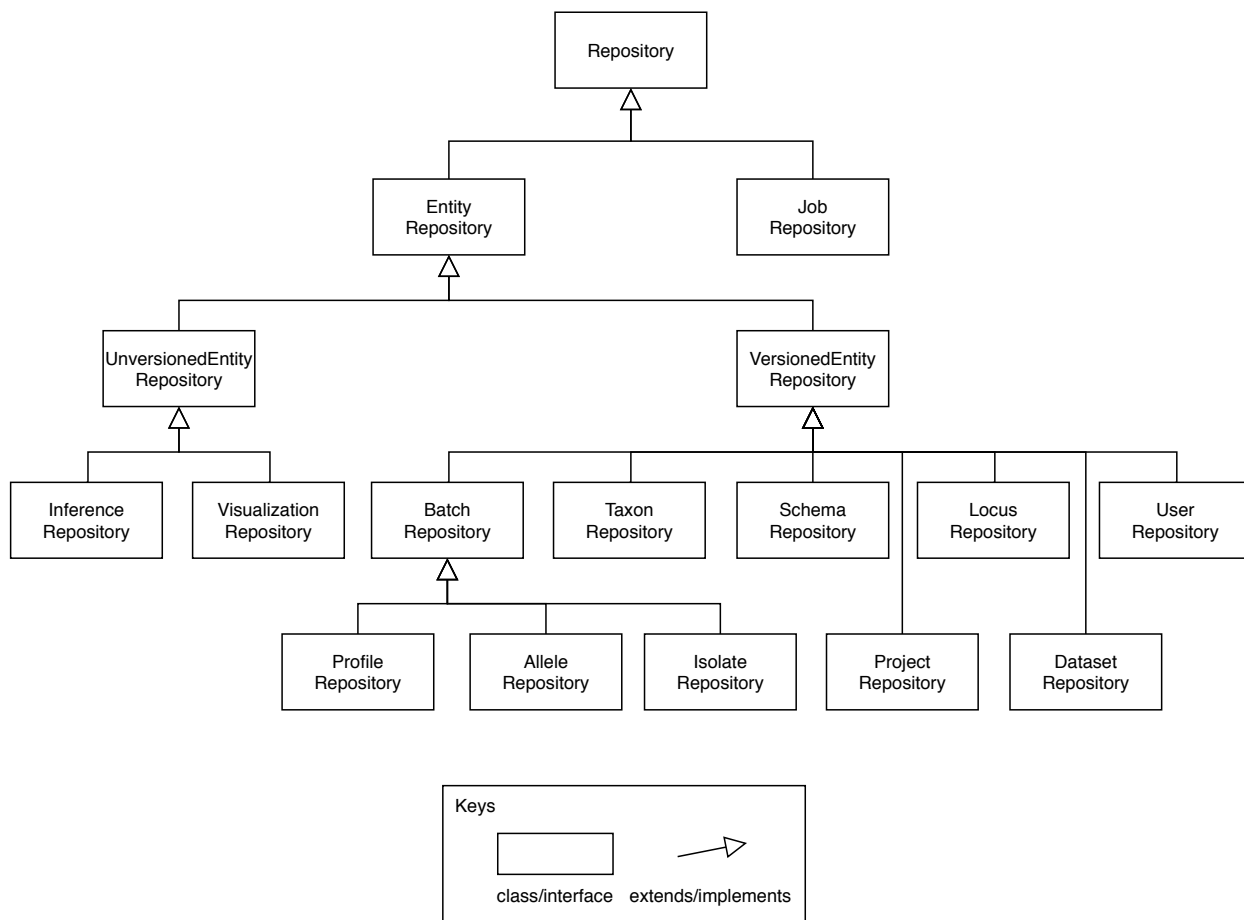 Repository
Entity
Repository
Job
Repository
UnversionedEntity
Repository
VersionedEntity
Repository
Inference
Repository
Visualization
Repository
Batch
Repository
Taxon
Repository
Schema
Repository
Locus
Repository
User
Repository
Profile
Repository
Allele
Repository
Isolate
Repository
Project
Repository
Dataset
Repository
Keys
class/interface
extends/implements